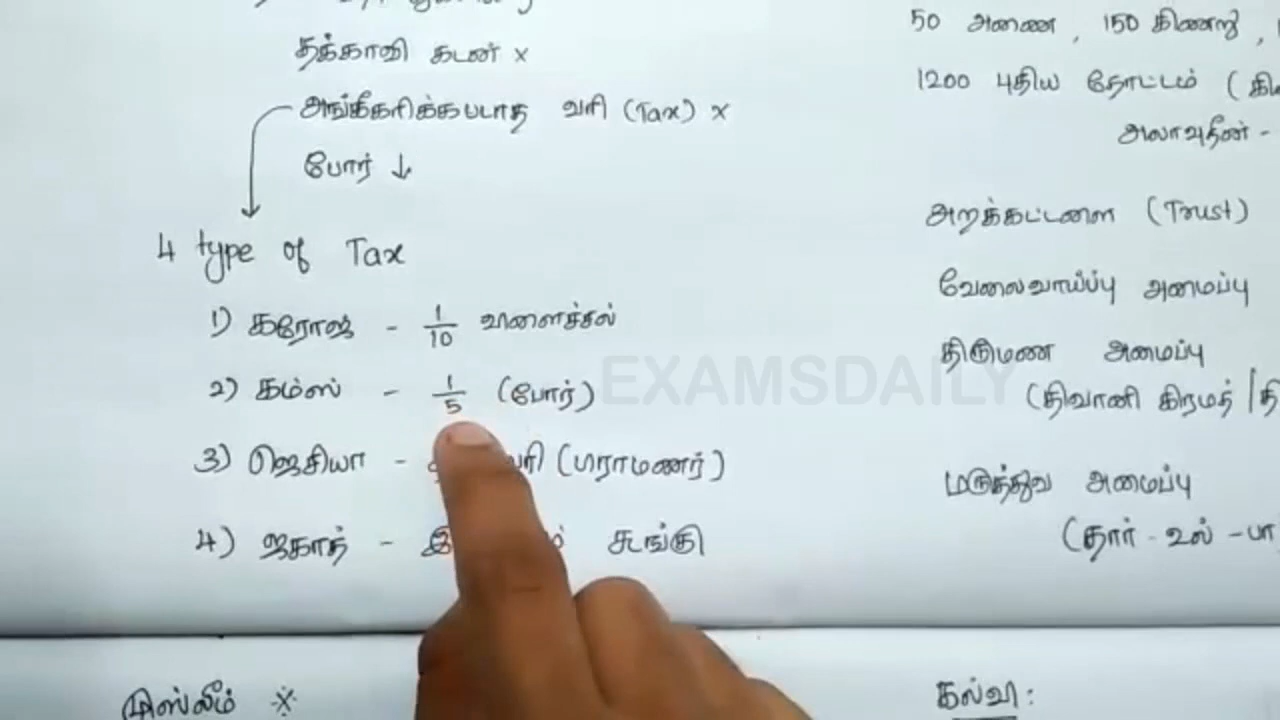 தக்காவி கடன் x
அங்கீகரிக்கபடாத வரி (Tax) x
போர் ↓
4 type of Tax
1) கரோஜ் - 1/10 வாளைச்சல்
2) கம்ஸ் - 1/5 (போர்)
3) ஜெசியா - வரி (பராமணர்)
4) ஜகாத் - சுங்கி
முஸ்லீம் ※
50 அணை, 150 கிணறு,
1200 புதிய தோட்டம் (
அலாவுதீன் -
அறக்கட்டளை (Trust)
வேலைவாய்ப்பு அமைப்பு
திருமண அமைப்பு
(திவானி கிரமத் | தி
மருத்துவ அமைப்பு
(தார் - உல் - பா
கல்வி :
EXAMSDAILY